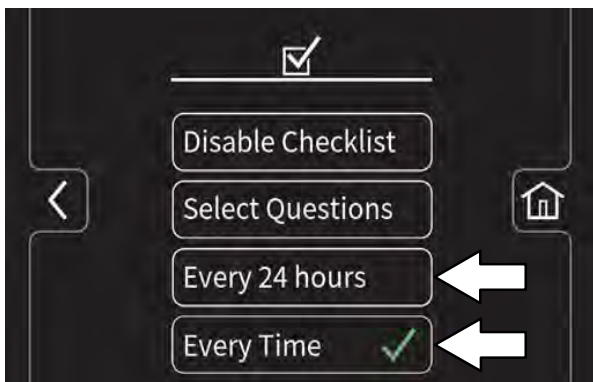 Disable Checklist
Select Questions
Every 24 hours
Every Time